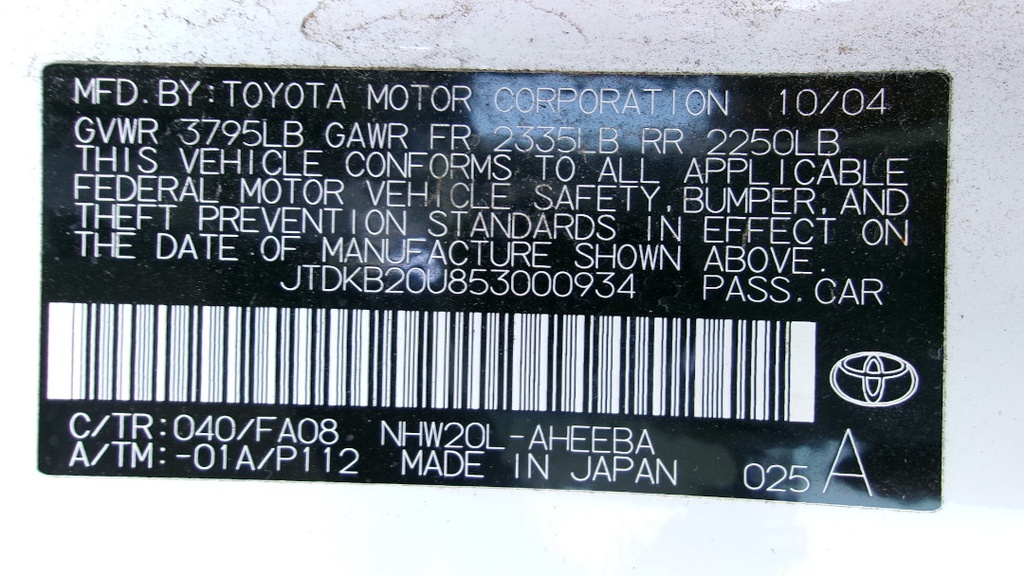 MFD. BY: TOYOTA MOTOR CORPORATION 10/04
GVWR 3795LB GAWR FR 2335LB RR 2250LB
THIS VEHICLE CONFORMS TO ALL APPLICABLE
FEDERAL MOTOR VEHICLE SAFETY, BUMPER, AND
THEFT PREVENTION STANDARDS IN EFFECT ON
THE DATE OF MANUFACTURE SHOWN ABOVE.
JTDKB20U853000934 PASS. CAR
C/TR: 040/FA08 NHW20L-AHEEBA
A/TM: -01A/P112 MADE IN JAPAN 025 A